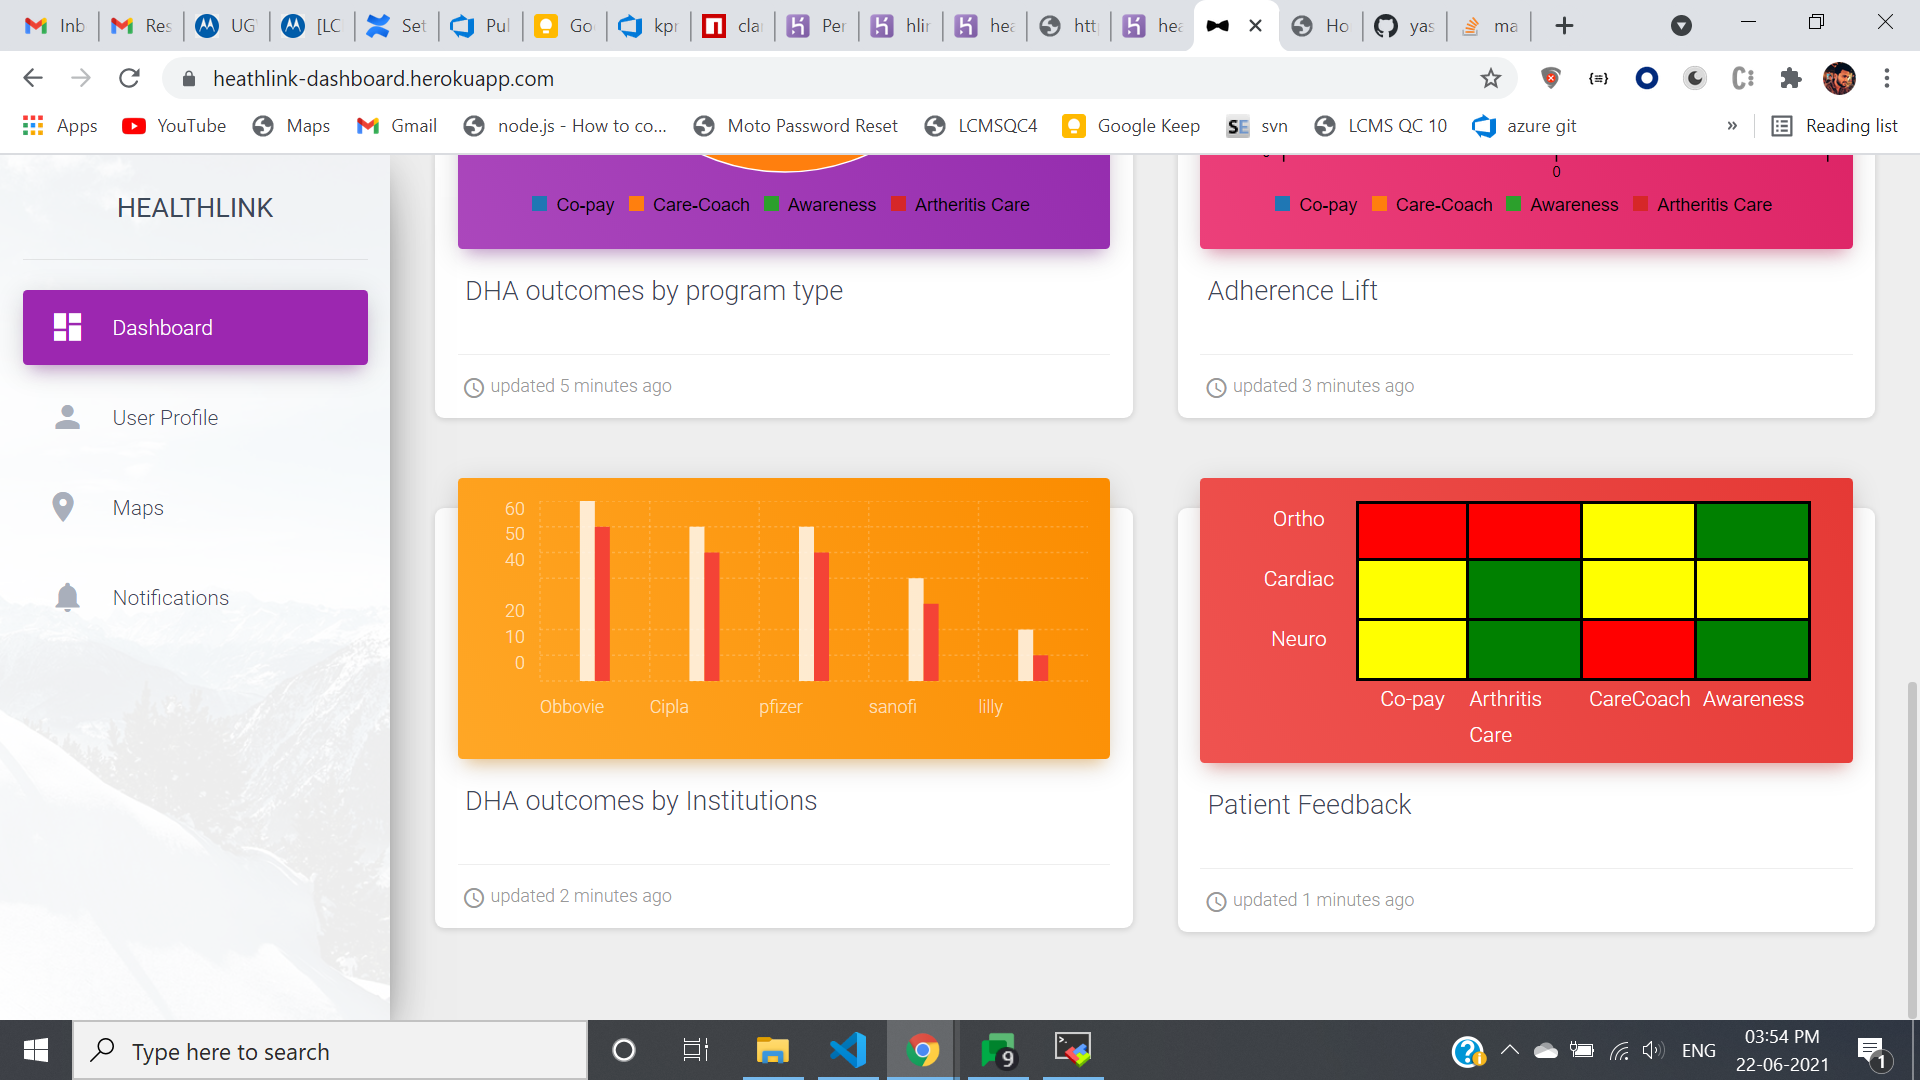 Inb Res UG [LC Set Pul Go kpr cla Per hlir hea http hea Ho yas ma
heathlink-dashboard.herokuapp.com
Apps YouTube Maps Gmail node.js - How to co... Moto Password Reset LCMSQC4 Google Keep SE svn LCMS QC 10 azure git » Reading list
HEALTHLINK
Dashboard
User Profile
Maps
Notifications
Co-pay Care-Coach Awareness Artheritis Care
DHA outcomes by program type
updated 5 minutes ago
0
Co-pay Care-Coach Awareness Artheritis Care
Adherence Lift
updated 3 minutes ago
60
50
40
20
10
0
Obbovie Cipla pfizer sanofi lilly
DHA outcomes by Institutions
updated 2 minutes ago
Ortho
Cardiac
Neuro
Co-pay Arthritis Care CareCoach Awareness
Patient Feedback
updated 1 minutes ago
Type here to search
9
ENG
03:54 PM
22-06-2021
1